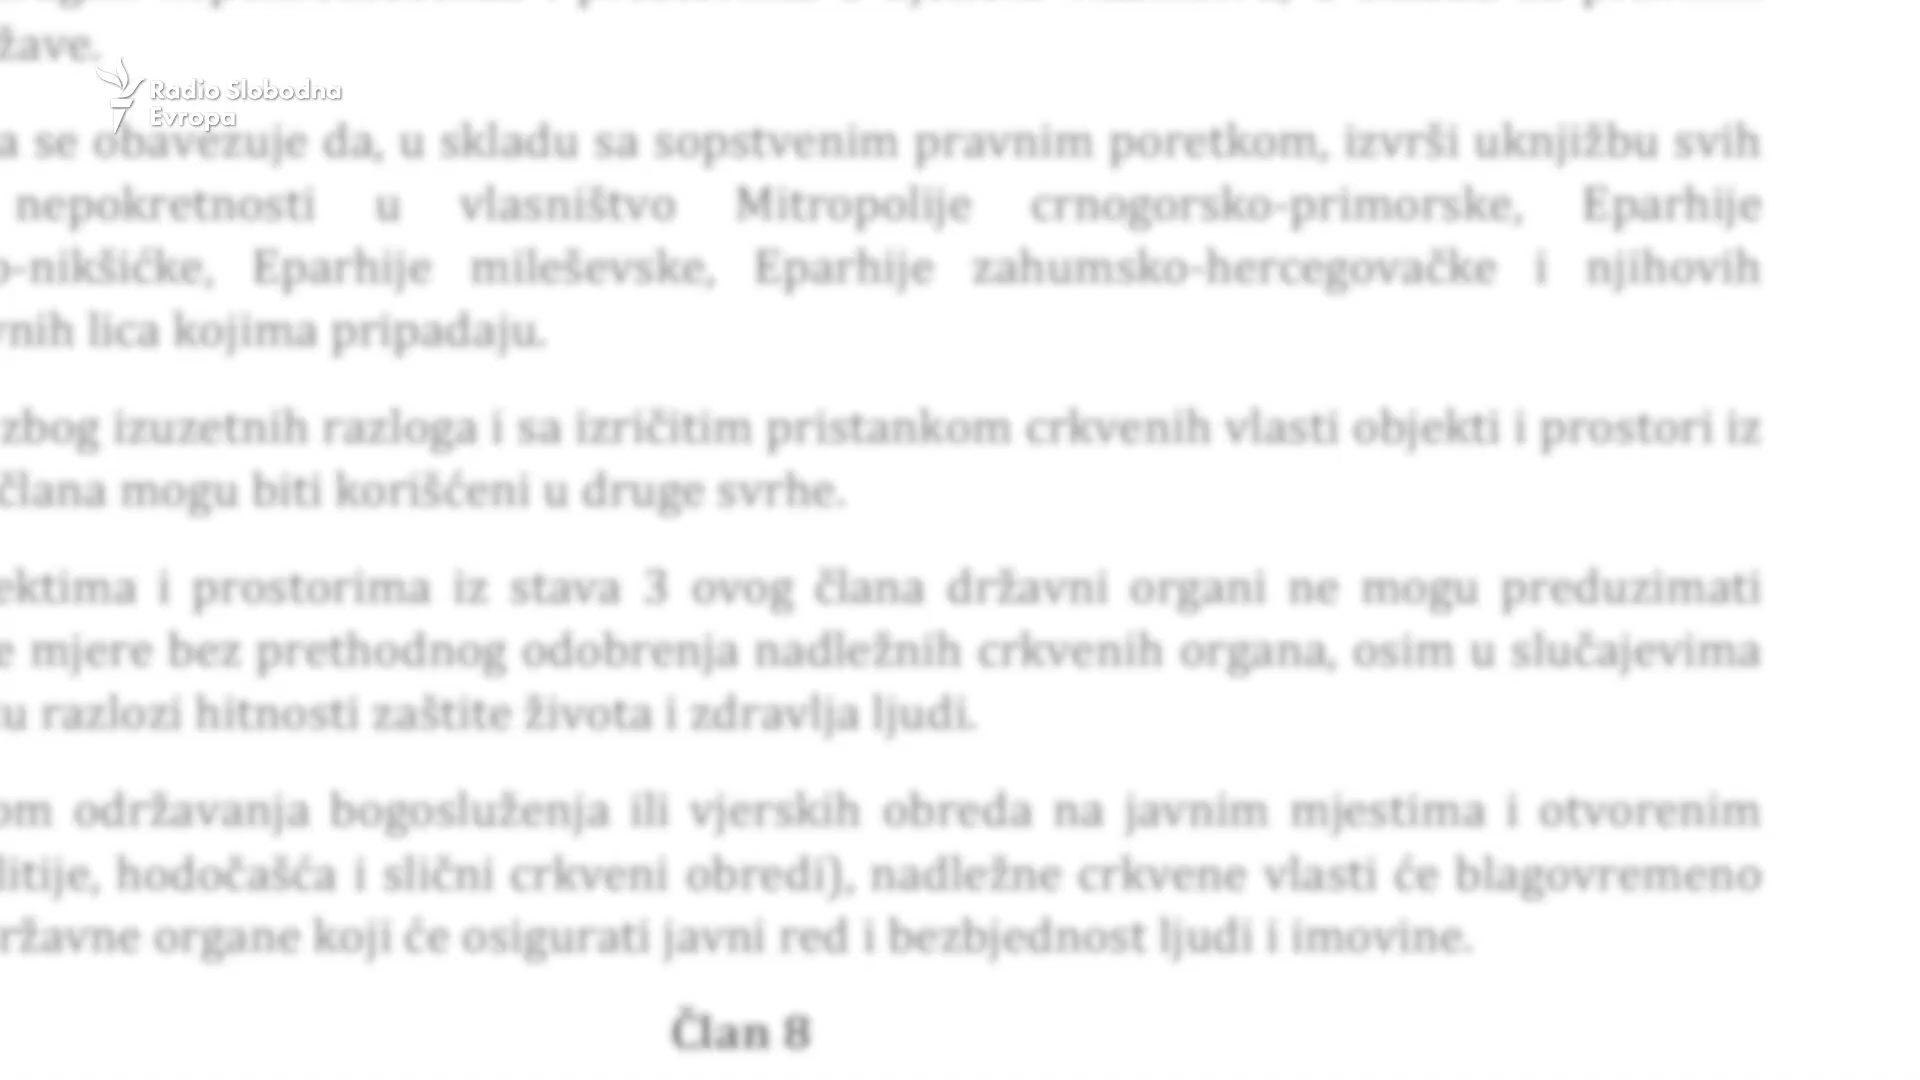 žave.
Radio Slobodna
Evropa
a se obavezuje da, u skladu sa sopstvenim pravnim poretkom, izvrši uknjižbu svih
nepokretnosti u vlasništvo Mitropolije crnogorsko-primorske, Eparhije
o-nikšićke, Eparhije mileševske, Eparhije zahumsko-hercegovačke i njihovih
vnih lica kojima pripadaju.
zbog izuzetnih razloga i sa izričitim pristankom crkvenih vlasti objekti i prostori iz
člana mogu biti korišćeni u druge svrhe.
ektima i prostorima iz stava 3 ovog člana državni organi ne mogu preduzimati
e mjere bez prethodnog odobrenja nadležnih crkvenih organa, osim u slučajevima
u razlozi hitnosti zaštite života i zdravlja ljudi.
om održavanja bogosluženja ili vjerskih obreda na javnim mjestima i otvorenim
litije, hodočašća i slični crkveni obredi), nadležne crkvene vlasti će blagovremeno
ržavne organe koji će osigurati javni red i bezbjednost ljudi i imovine.
Član 8